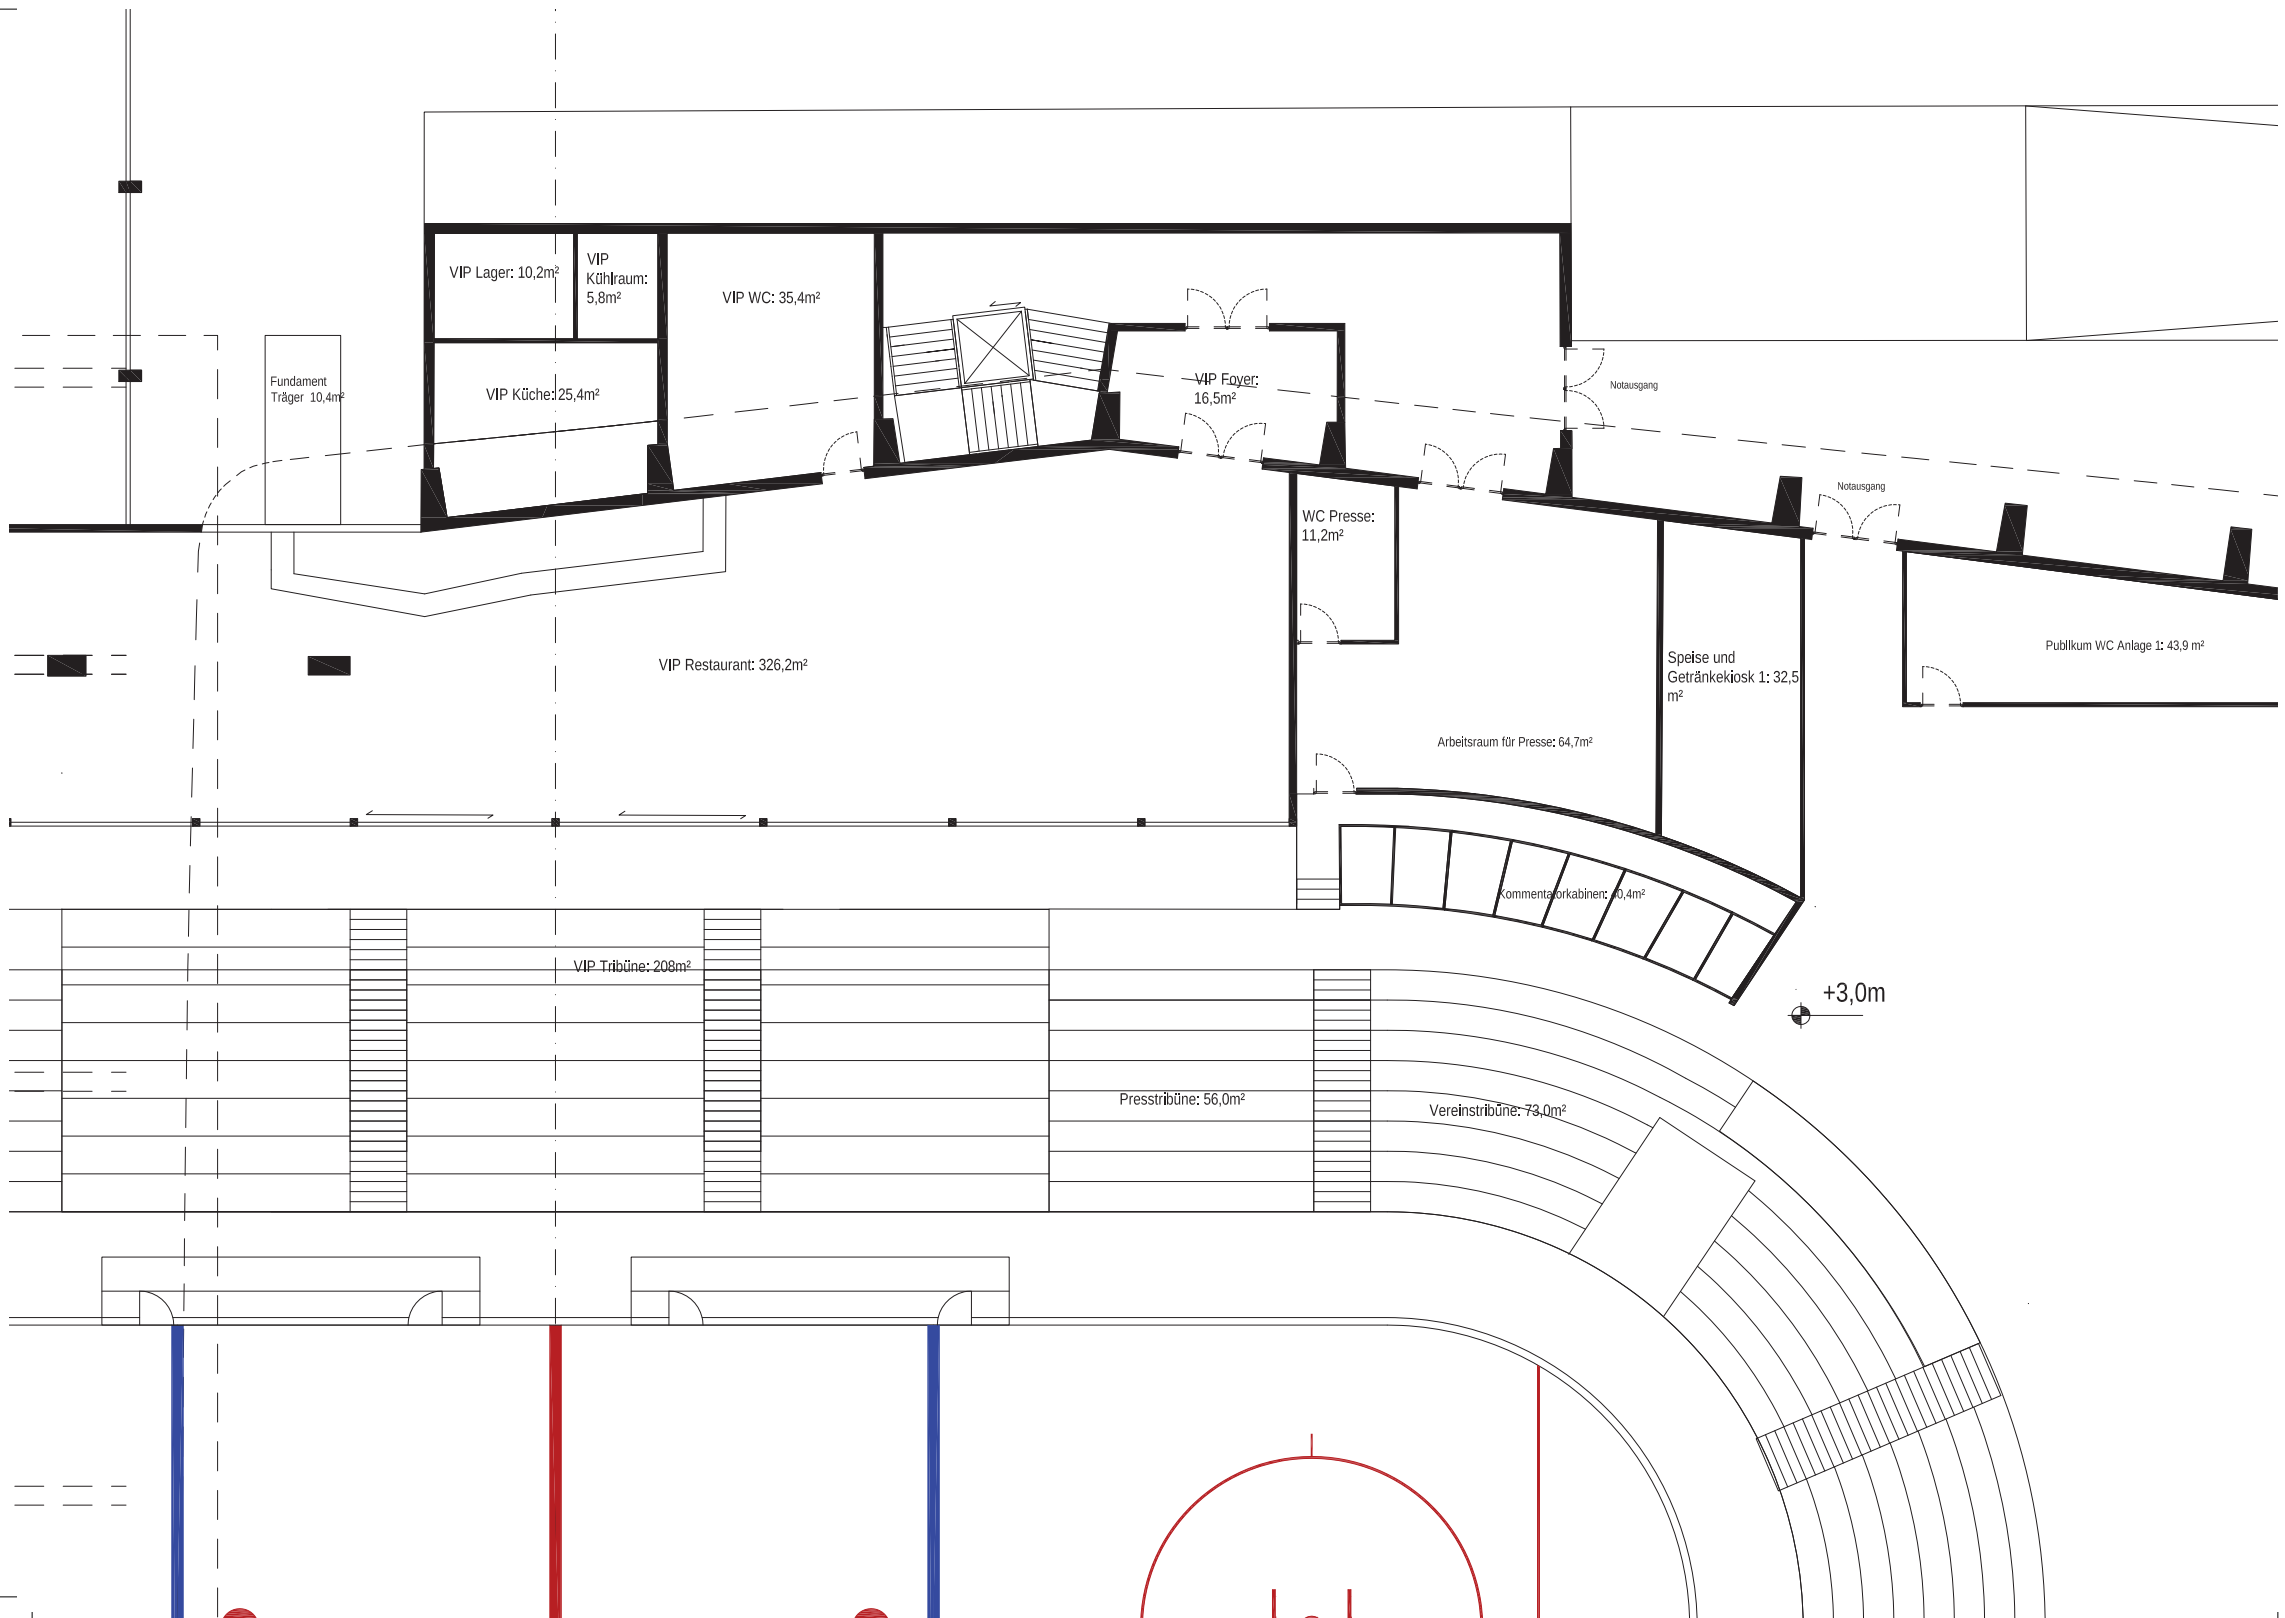 VIP Lager: 10,2m²
VIP
Kühlraum:
5,8m²
VIP WC: 35,4m²
Fundament
Träger 10,4m²
VIP Küche: 25,4m²
VIP Foyer:
16,5m²
Notausgang
Notausgang
WC Presse:
11,2m²
VIP Restaurant: 326,2m²
Speise und
Getränkekiosk 1: 32,5
m²
Publikum WC Anlage 1: 43,9 m²
Arbeitsraum für Presse: 64,7m²
Kommentatorkabinen: 40,4m²
VIP Tribüne: 208m²
+3,0m
Presstribüne: 56,0m²
Vereinstribüne: 73,0m²